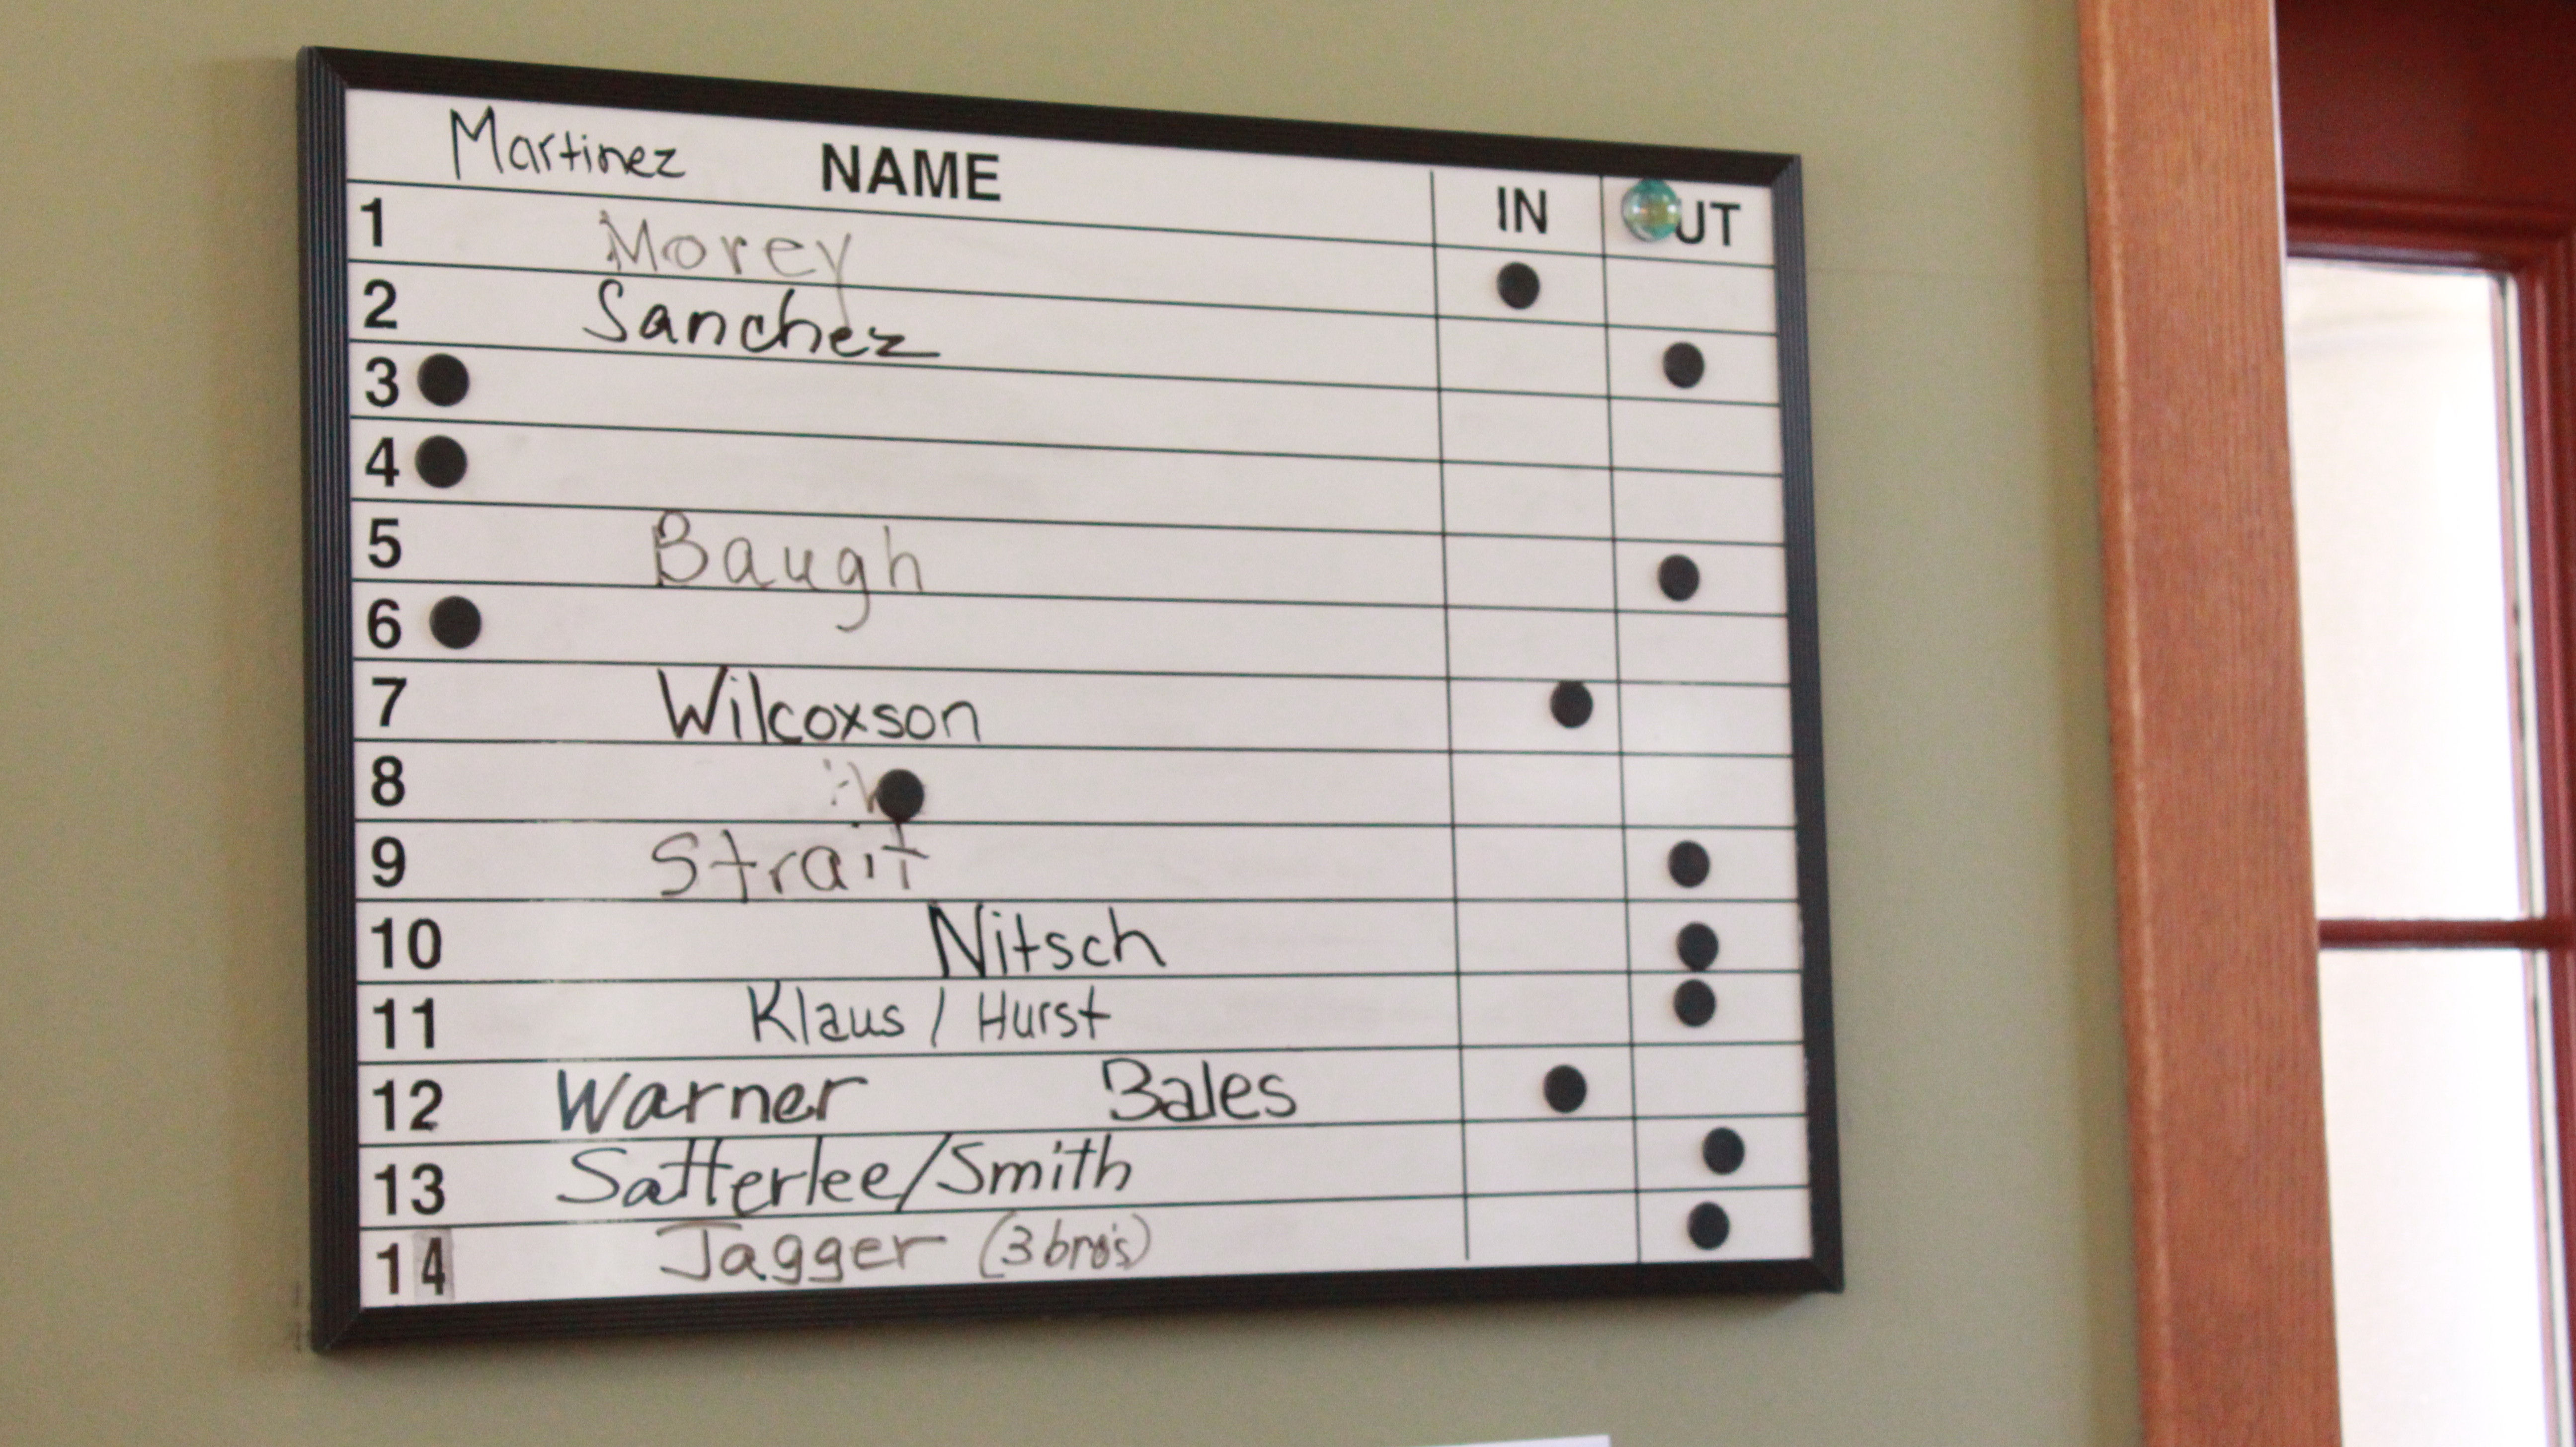 Martinez NAME IN UT
1 Morey
2 Sanchez
3
4
5 Baugh
6
7 Wilcoxson
8
9 Strait
10 Nitsch
11 Klaus / Hurst
12 Warner Bales
13 Satterlee/Smith
14 Jagger (3 bro's)